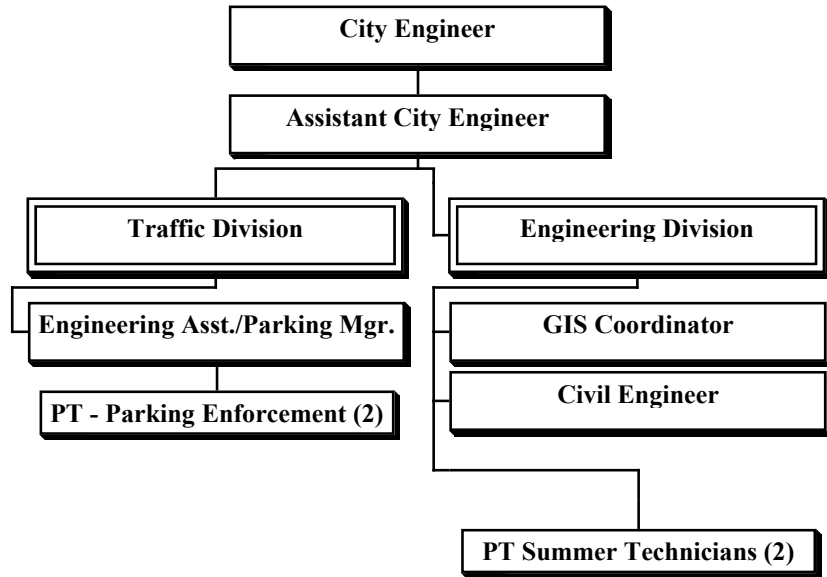 City Engineer
Assistant City Engineer
Traffic Division
Engineering Division
Engineering Asst./Parking Mgr.
GIS Coordinator
PT - Parking Enforcement (2)
Civil Engineer
PT Summer Technicians (2)